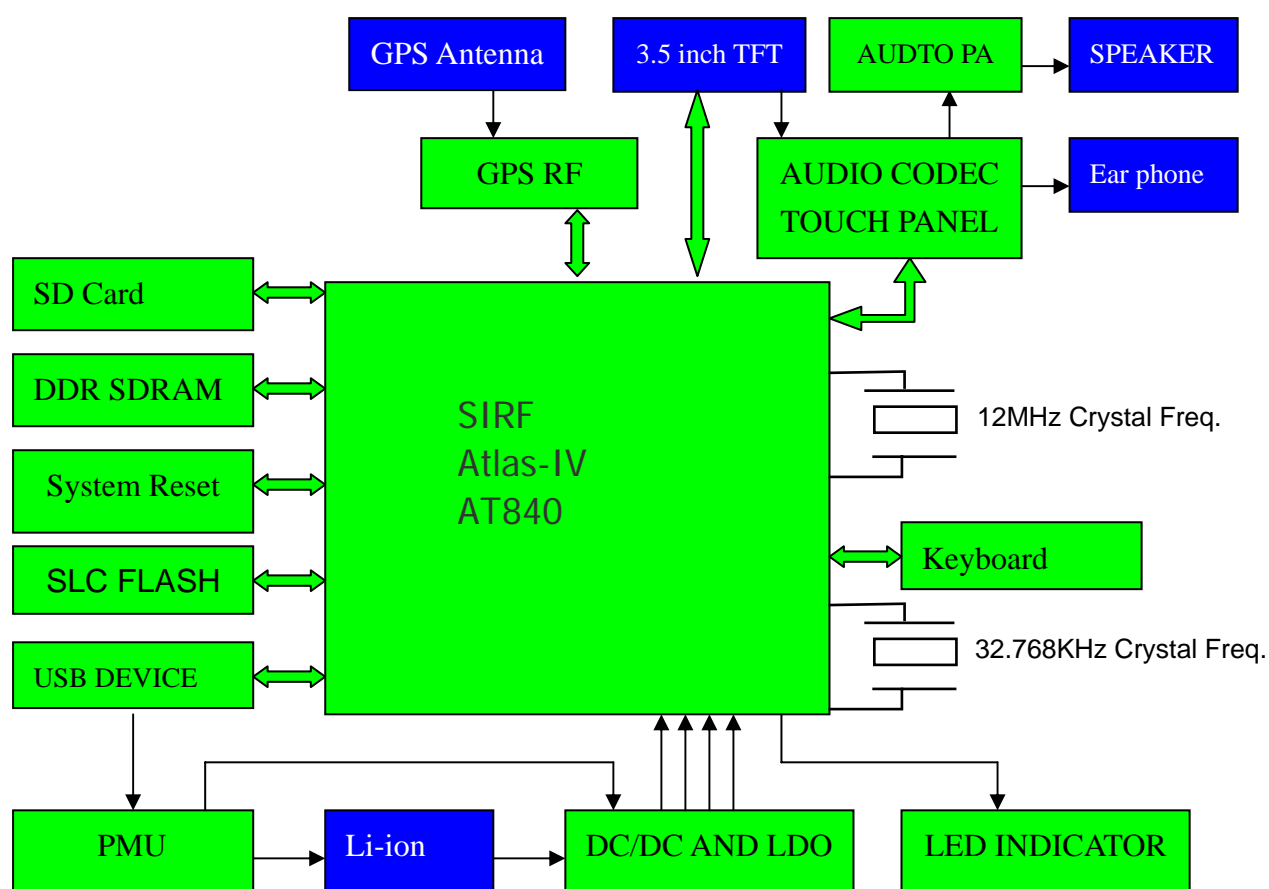 GPS Antenna
3.5 inch TFT
AUDTO PA
SPEAKER
GPS RF
AUDIO CODEC
TOUCH PANEL
Ear phone
SD Card
DDR SDRAM
System Reset
SLC FLASH
USB DEVICE
SIRF
Atlas-IV
AT840
12MHz Crystal Freq.
Keyboard
32.768KHz Crystal Freq.
PMU
Li-ion
DC/DC AND LDO
LED INDICATOR